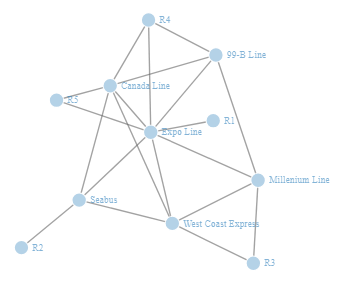 R4
99-B Line
Canada Line
R5
R1
Expo Line
Millenium Line
Seabus
West Coast Express
R2
R3